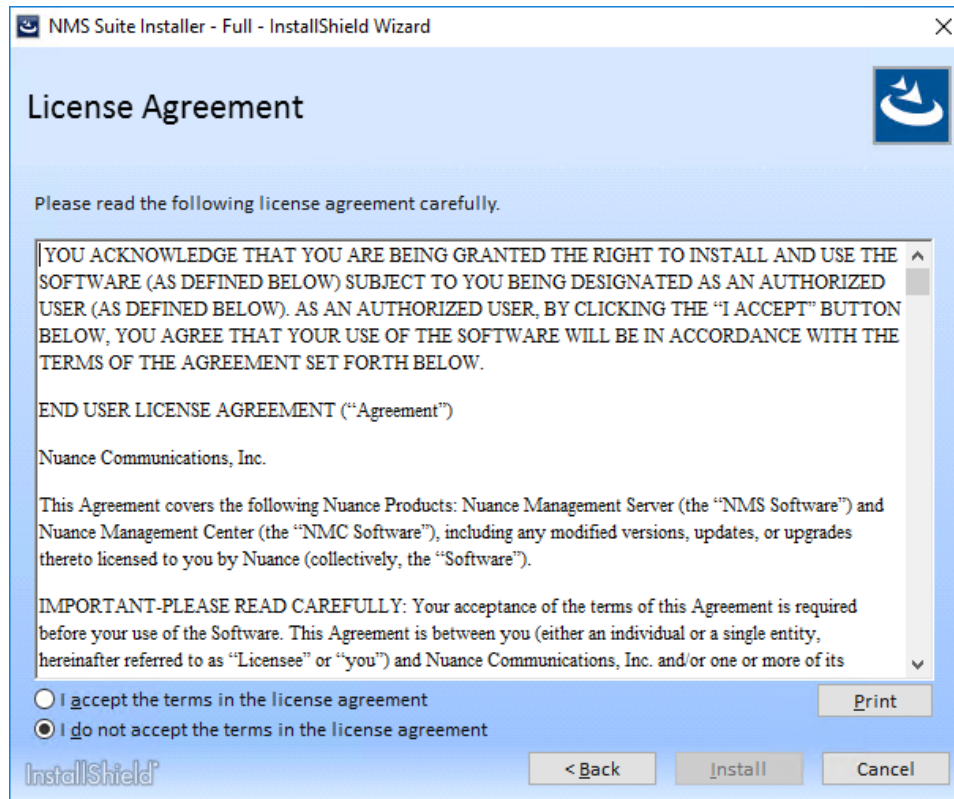 NMS Suite Installer - Full - InstallShield Wizard
License Agreement
Please read the following license agreement carefully.
YOU ACKNOWLEDGE THAT YOU ARE BEING GRANTED THE RIGHT TO INSTALL AND USE THE
SOFTWARE (AS DEFINED BELOW) SUBJECT TO YOU BEING DESIGNATED AS AN AUTHORIZED
USER (AS DEFINED BELOW). AS AN AUTHORIZED USER, BY CLICKING THE “I ACCEPT” BUTTON
BELOW, YOU AGREE THAT YOUR USE OF THE SOFTWARE WILL BE IN ACCORDANCE WITH THE
TERMS OF THE AGREEMENT SET FORTH BELOW.
END USER LICENSE AGREEMENT (“Agreement”)
Nuance Communications, Inc.
This Agreement covers the following Nuance Products: Nuance Management Server (the “NMS Software”) and
Nuance Management Center (the “NMC Software”), including any modified versions, updates, or upgrades
thereto licensed to you by Nuance (collectively, the “Software”).
IMPORTANT-PLEASE READ CAREFULLY: Your acceptance of the terms of this Agreement is required
before your use of the Software. This Agreement is between you (either an individual or a single entity,
hereinafter referred to as “Licensee” or “you”) and Nuance Communications, Inc. and/or one or more of its
I accept the terms in the license agreement
Print
I do not accept the terms in the license agreement
InstallShield
< Back
Install
Cancel